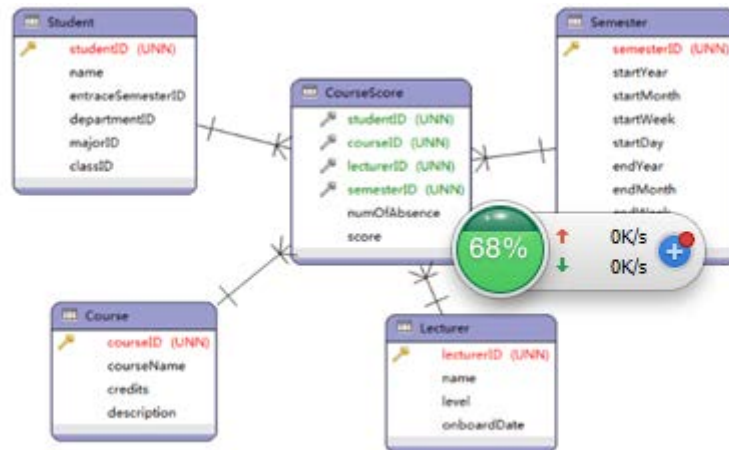 Student
studentID (UNN)
name
entraceSemesterID
departmentID
majorID
classID
CourseScore
studentID (UNN)
courseID (UNN)
lecturerID (UNN)
semesterID (UNN)
numOfAbsence
score
Semester
semesterID (UNN)
startYear
startMonth
startWeek
startDay
endYear
endMonth
68%
0K/s
0K/s
Course
courseID (UNN)
courseName
credits
description
Lecturer
lecturerID (UNN)
name
level
onboardDate